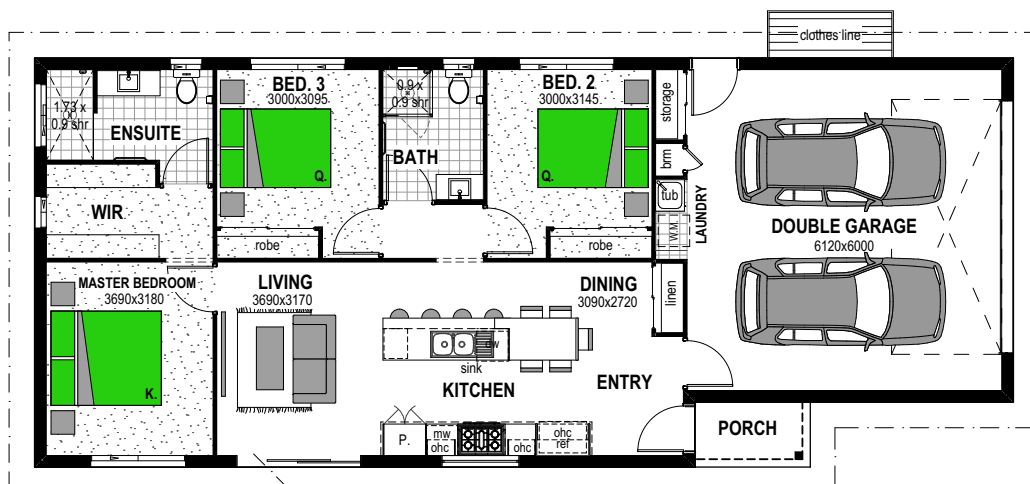 clothes line
1.73 x
0.9 shr
ENSUITE
BED. 3
3000x3095
Q.
0.9 x
0.9 shr
BATH
BED. 2
3000x3145
Q.
storage
brm
tub
W.M.
LAUNDRY
DOUBLE GARAGE
6120x6000
WIR
robe
robe
MASTER BEDROOM
3690x3180
K.
LIVING
3690x3170
DINING
3090x2720
linen
dw
sink
KITCHEN
ENTRY
P.
mw
ohc
ohc
ohc
ref
PORCH